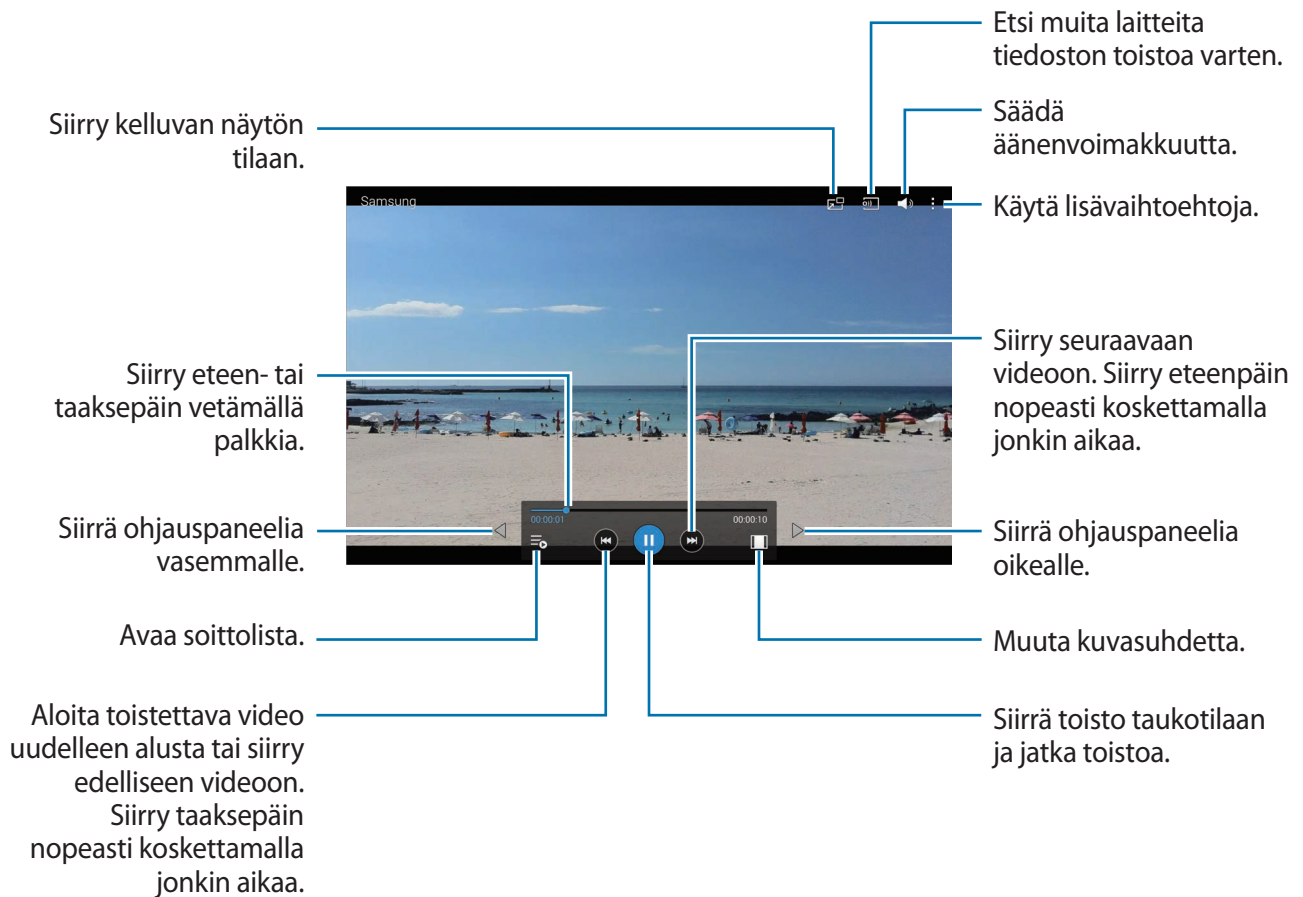 Etsi muita laitteita
tiedoston toistoa varten.
Siirry kelluvan näytön
tilaan.
Säädä
äänenvoimakkuutta.
Käytä lisävaihtoehtoja.
Samsung
Siirry eteen- tai
taaksepäin vetämällä
palkkia.
Siirry seuraavaan
videoon. Siirry eteenpäin
nopeasti koskettamalla
jonkin aikaa.
00:00:01
00:00:10
Siirrä ohjauspaneelia
vasemmalle.
Siirrä ohjauspaneelia
oikealle.
Avaa soittolista.
Muuta kuvasuhdetta.
Aloita toistettava video
uudelleen alusta tai siirry
edelliseen videoon.
Siirry taaksepäin
nopeasti koskettamalla
jonkin aikaa.
Siirrä toisto taukotilaan
ja jatka toistoa.